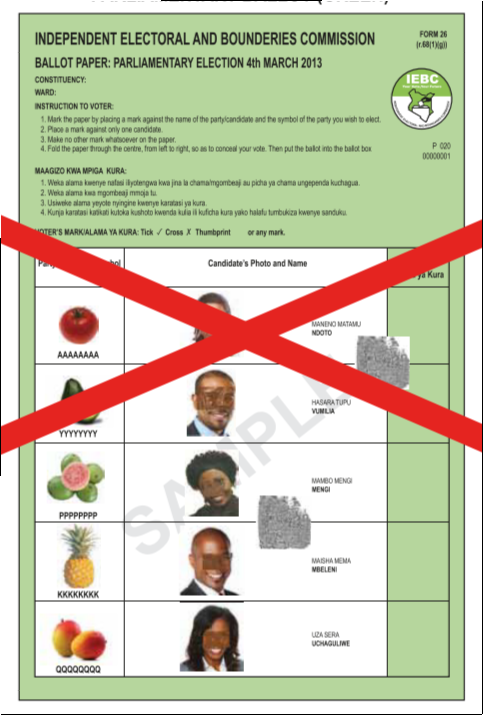 INDEPENDENT ELECTORAL AND BOUNDERIES COMMISSION
FORM 26
(r.68(1)(g))
BALLOT PAPER: PARLIAMENTARY ELECTION 4th MARCH 2013
CONSTITUENCY:
WARD:
IEBC
INSTRUCTION TO VOTER:
1. Mark the paper by placing a mark against the name of the party/candidate and the symbol of the party you wish to elect.
2. Place a mark against only one candidate.
3. Make no other mark whatsoever on the paper.
4. Fold the paper through the centre, from left to right, so as to conceal your vote. Then put the ballot into the ballot box
P 020
00000001
MAAGIZO KWA MPIGA KURA:
1. Weka alama kwenye nafasi iliyotengwa kwa jina la chama/mgombeaji au picha ya chama ungependa kuchagua.
2. Weka alama kwa mgombeaji mmoja tu.
3. Usiweke alama yeyote nyingine kwenye karatasi ya kura.
4. Kunja karatasi katikati kutoka kushoto kwenda kulia ili kuficha kura yako halafu tumbukiza kwenye sanduku.
VOTER'S MARK/ALAMA YA KURA: Tick ✓ Cross ✗ Thumbprint or any mark.
Candidate's Photo and Name
ya Kura
AAAAAAAA
MANENO MATAMU
NDOTO
YYYYYYYY
HASARA TUPU
VUMILIA
PPPPPPPP
MAMBO MENGI
MENGI
KKKKKKKK
MAISHA MEMA
MBELENI
QQQQQQQQ
UZA SERA
UCHAGULIWE